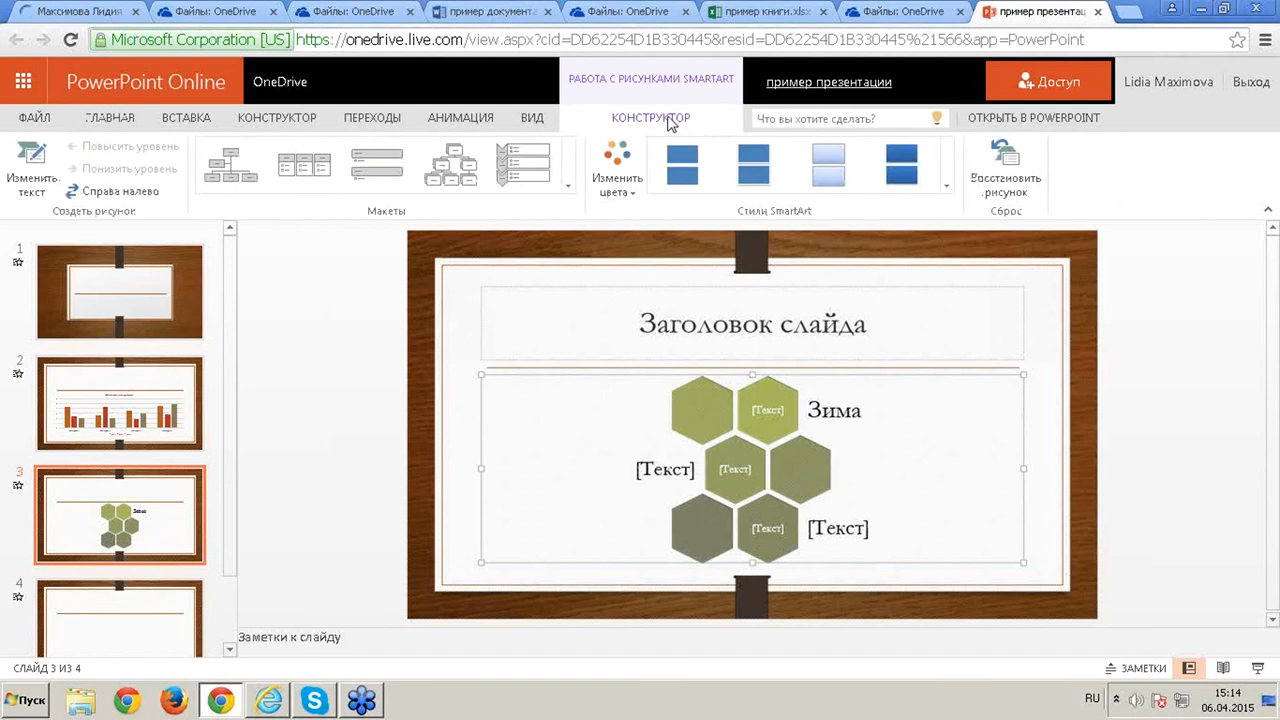 Максимова Лидия
Файлы: OneDrive
Файлы: OneDrive
пример документа
Файлы: OneDrive
пример книги.xlsx
Файлы: OneDrive
пример презентац
Microsoft Corporation [US] https://onedrive.live.com/view.aspx?cid=DD62254D1B330445&resid=DD62254D1B330445%21566&app=PowerPoint
PowerPoint Online
OneDrive
РАБОТА С РИСУНКАМИ SMARTART
пример презентации
Доступ
Lidia Maximova
Выход
ФАЙЛ
ГЛАВНАЯ
ВСТАВКА
КОНСТРУКТОР
ПЕРЕХОДЫ
АНИМАЦИЯ
ВИД
КОНСТРУКТОР
Что вы хотите сделать?
ОТКРЫТЬ В POWERPOINT
Изменить
текст
Повысить уровень
Понизить уровень
Справа налево
Создать рисунок
Макеты
Изменить
цвета
Стили SmartArt
Восстановить
рисунок
Сброс
1
2
3
4
Заголовок слайда
[Текст] Зима
[Текст] [Текст]
[Текст] [Текст]
Заметки к слайду
СЛАЙД 3 ИЗ 4
ЗАМЕТКИ
Пуск
RU
15:14
06.04.2015